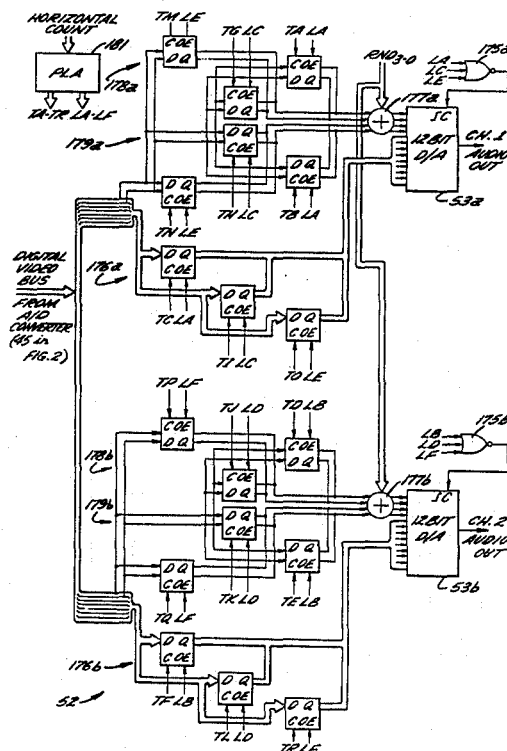 HORIZONTAL
COUNT
181
PLA
TA-TR LA-LF
178a
TM LE
C OE
D Q
TG LC
C OE
D Q
TA LA
C OE
D Q
RND3-0
LA
LC
LE
175a
179a
D Q
C OE
TH LC
D Q
C OE
TN LE
D Q
C OE
TB LA
177a
SC
12 BIT
D/A
CH. 1
AUDIO
OUT
53a
DIGITAL
VIDEO
BUS
FROM
A/D
CONVERTER
(45 in
FIG. 2)
176a
D Q
C OE
TC LA
D Q
C OE
TI LC
D Q
C OE
TO LE
178b
TP LF
C OE
D Q
TJ LD
C OE
D Q
TD LB
C OE
D Q
LB
LD
LF
175b
179b
D Q
C OE
TK LD
D Q
C OE
TQ LF
D Q
C OE
TE LB
177b
SC
12 BIT
D/A
CH. 2
AUDIO
OUT
53b
176b
D Q
C OE
TF LB
D Q
C OE
TL LD
D Q
C OE
TR LF
52